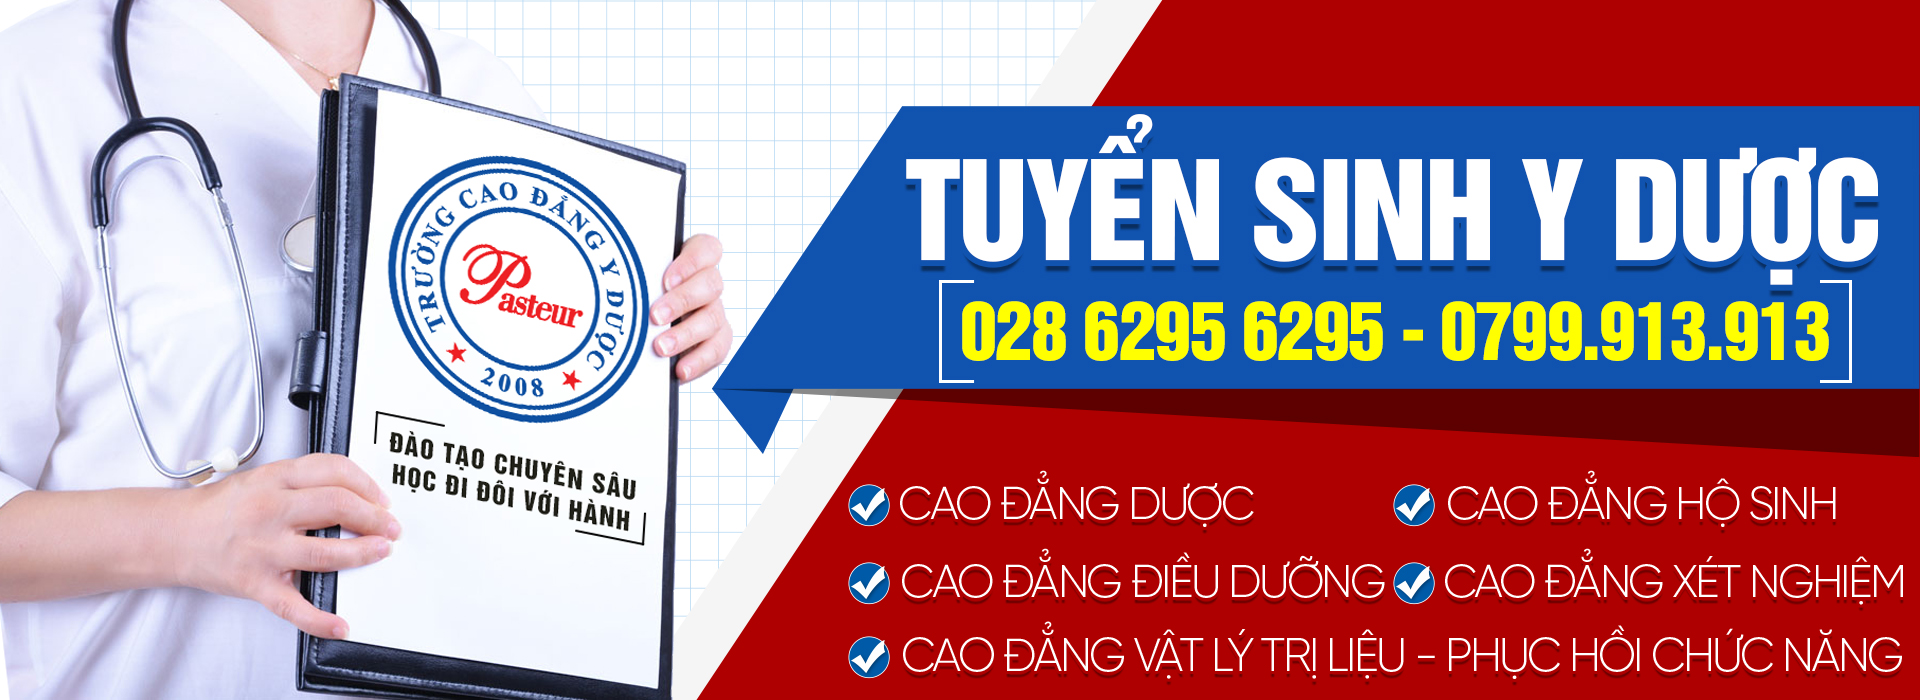 TRƯỜNG CAO ĐẲNG Y DƯỢC
Pasteur
2008
ĐÀO TẠO CHUYÊN SÂU
HỌC ĐI ĐÔI VỚI HÀNH
TUYỂN SINH Y DƯỢC
028 6295 6295 - 0799.913.913
CAO ĐẲNG DƯỢC
CAO ĐẲNG HỘ SINH
CAO ĐẲNG ĐIỀU DƯỠNG
CAO ĐẲNG XÉT NGHIỆM
CAO ĐẲNG VẬT LÝ TRỊ LIỆU – PHỤC HỒI CHỨC NĂNG